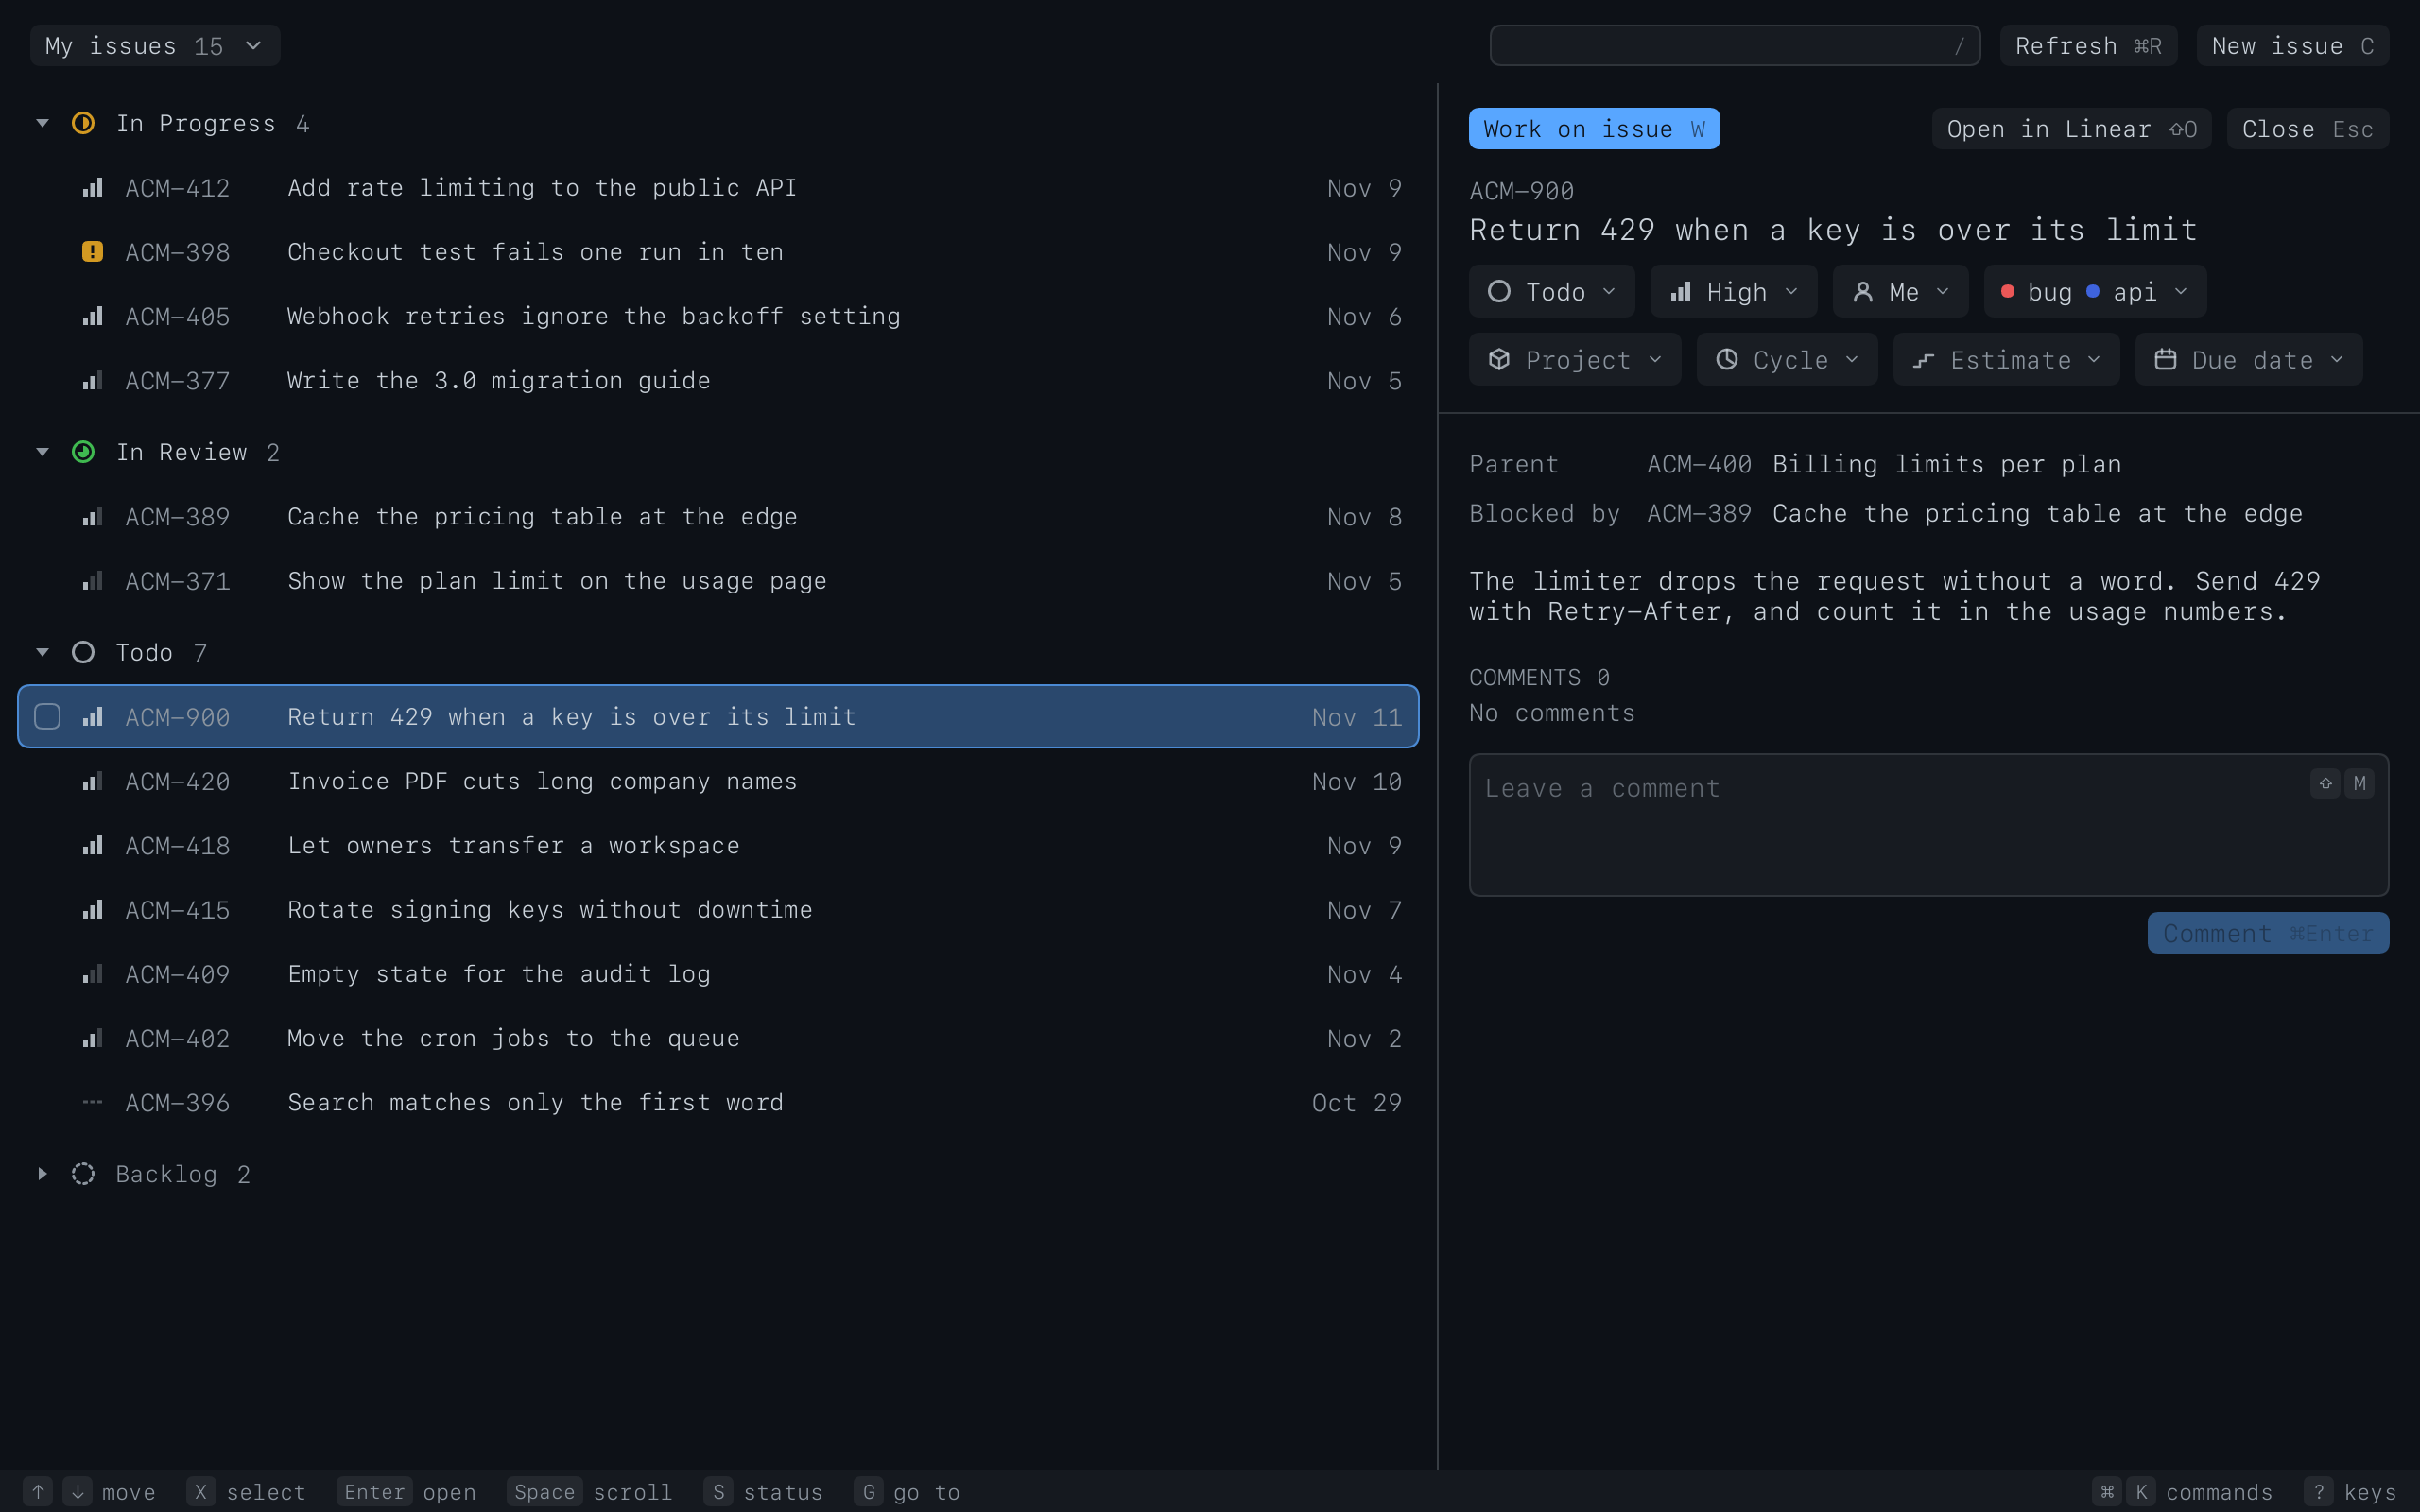 My issues 15
/
Refresh ⌘R
New issue C
In Progress 4
ACM-412 Add rate limiting to the public API Nov 9
ACM-398 Checkout test fails one run in ten Nov 9
ACM-405 Webhook retries ignore the backoff setting Nov 6
ACM-377 Write the 3.0 migration guide Nov 5
In Review 2
ACM-389 Cache the pricing table at the edge Nov 8
ACM-371 Show the plan limit on the usage page Nov 5
Todo 7
ACM-900 Return 429 when a key is over its limit Nov 11
ACM-420 Invoice PDF cuts long company names Nov 10
ACM-418 Let owners transfer a workspace Nov 9
ACM-415 Rotate signing keys without downtime Nov 7
ACM-409 Empty state for the audit log Nov 4
ACM-402 Move the cron jobs to the queue Nov 2
ACM-396 Search matches only the first word Oct 29
Backlog 2
Work on issue W
Open in Linear ⇧O
Close Esc
ACM-900
Return 429 when a key is over its limit
Todo High Me bug api
Project Cycle Estimate Due date
Parent ACM-400 Billing limits per plan
Blocked by ACM-389 Cache the pricing table at the edge
The limiter drops the request without a word. Send 429
with Retry-After, and count it in the usage numbers.
COMMENTS 0
No comments
Leave a comment ⇧ M
Comment ⌘Enter
↑ ↓ move X select Enter open Space scroll S status G go to
⌘ K commands ? keys